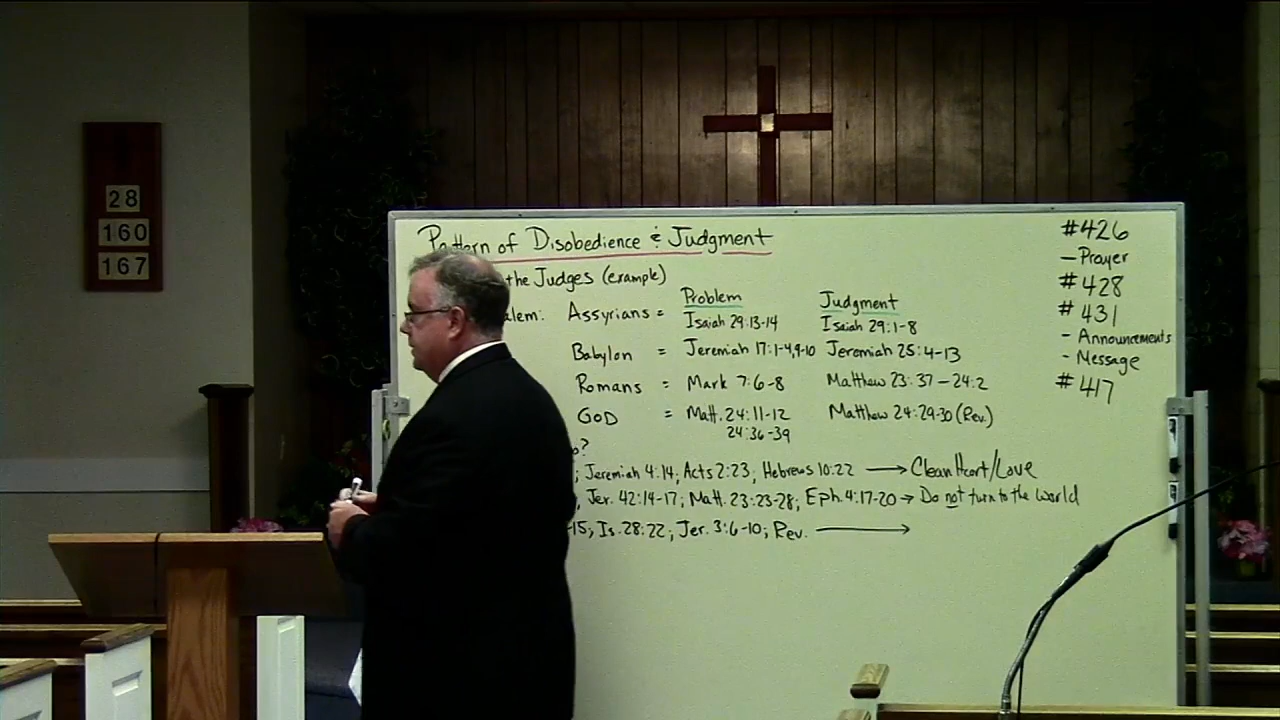 28
160
167
Pattern of Disobedience & Judgment
the Judges (example)
Problem Judgment
alem: Assyrians = Isaiah 29:13-14 Isaiah 29:1-8
Babylon = Jeremiah 17:1-4,9-10 Jeremiah 25:4-13
Romans = Mark 7:6-8 Matthew 23:37-24:2
GOD = Matt. 24:11-12 Matthew 24:29-30 (Rev.)
24:36-39
o?
; Jeremiah 4:14; Acts 2:23; Hebrews 10:22 → Clean Heart/Love
Jer. 42:14-17; Matt. 23:23-28; Eph. 4:17-20 → Do not turn to the World
-15; Is. 28:22; Jer. 3:6-10; Rev. →
#426
- Prayer
#428
#431
- Announcements
- Message
#417